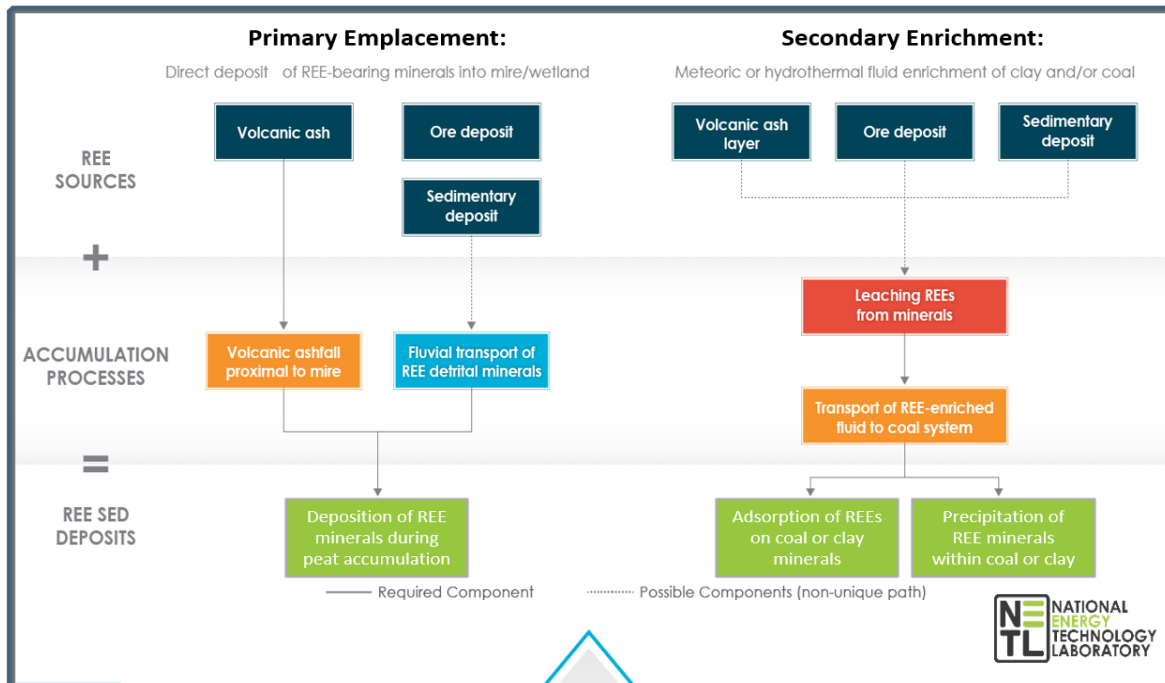 Primary Emplacement:
Direct deposit of REE-bearing minerals into mire/wetland
Secondary Enrichment:
Meteoric or hydrothermal fluid enrichment of clay and/or coal
REE
SOURCES
Volcanic ash
Ore deposit
Sedimentary
deposit
Volcanic ash
layer
Ore deposit
Sedimentary
deposit
+
ACCUMULATION
PROCESSES
Volcanic ashfall
proximal to mire
Fluvial transport of
REE detrital minerals
Leaching REEs
from minerals
Transport of REE-enriched
fluid to coal system
=
REE SED
DEPOSITS
Deposition of REE
minerals during
peat accumulation
Adsorption of REEs
on coal or clay
minerals
Precipitation of
REE minerals
within coal or clay
Required Component
Possible Components (non-unique path)
NETL
NATIONAL
ENERGY
TECHNOLOGY
LABORATORY